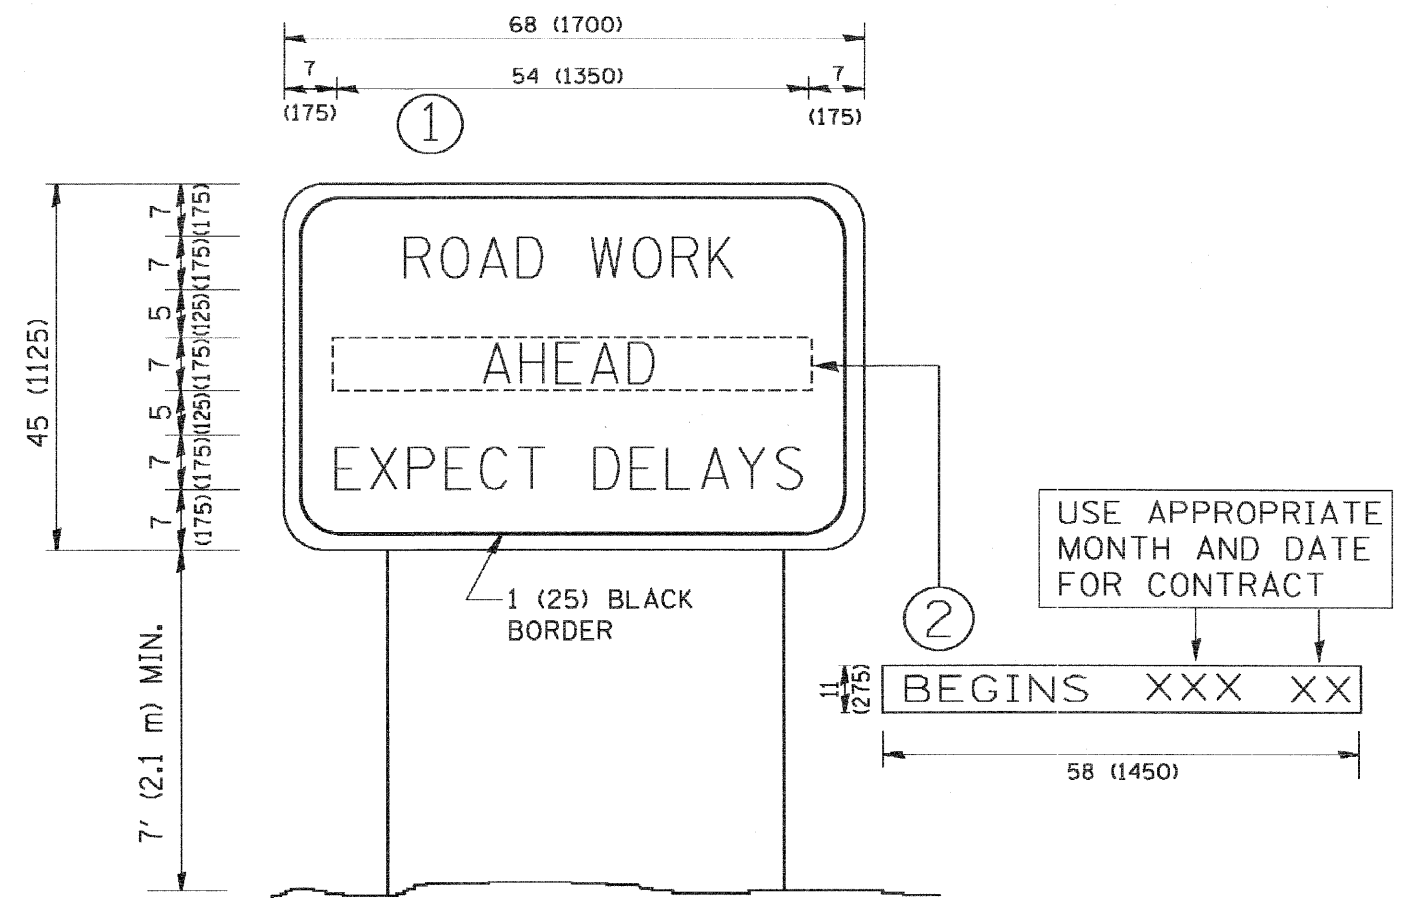 68 (1700)
7
54 (1350)
7
(175)
(175)
1
45 (1125)
7
(175)
7
(175)
5
(125)
7
(175)
5
(125)
7
(175)
7
(175)
ROAD WORK
AHEAD
EXPECT DELAYS
1 (25) BLACK
BORDER
7' (2.1 m) MIN.
2
USE APPROPRIATE
MONTH AND DATE
FOR CONTRACT
11
(275)
BEGINS XXX XX
58 (1450)